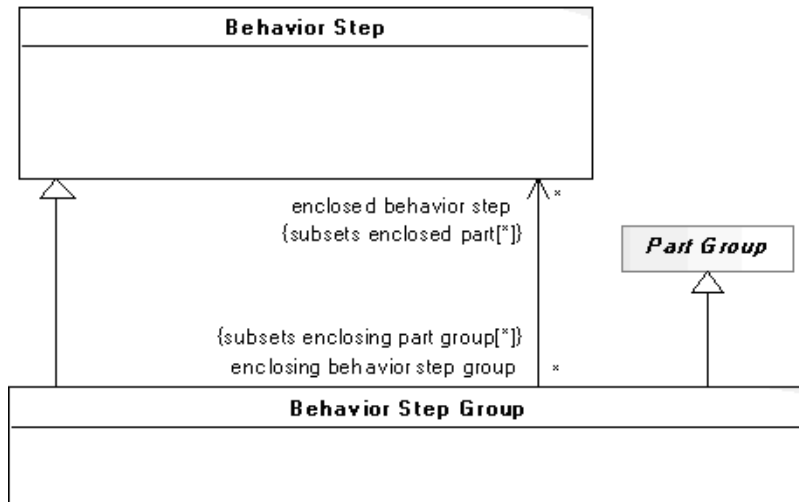 Behavior Step
*
enclosed behavior step
{subsets enclosed part[*]}
Part Group
{subsets enclosing part group[*]}
enclosing behavior step group
*
Behavior Step Group